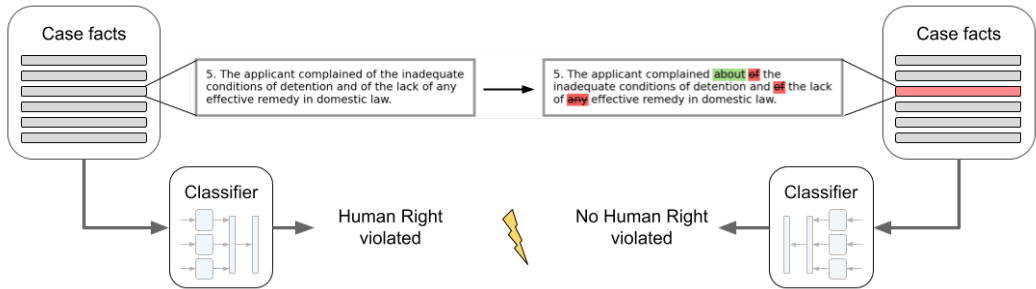 Case facts
5. The applicant complained of the inadequate
conditions of detention and of the lack of any
effective remedy in domestic law.
5. The applicant complained about of the
inadequate conditions of detention and of the lack
of any effective remedy in domestic law.
Case facts
Classifier
Human Right
violated
No Human Right
violated
Classifier